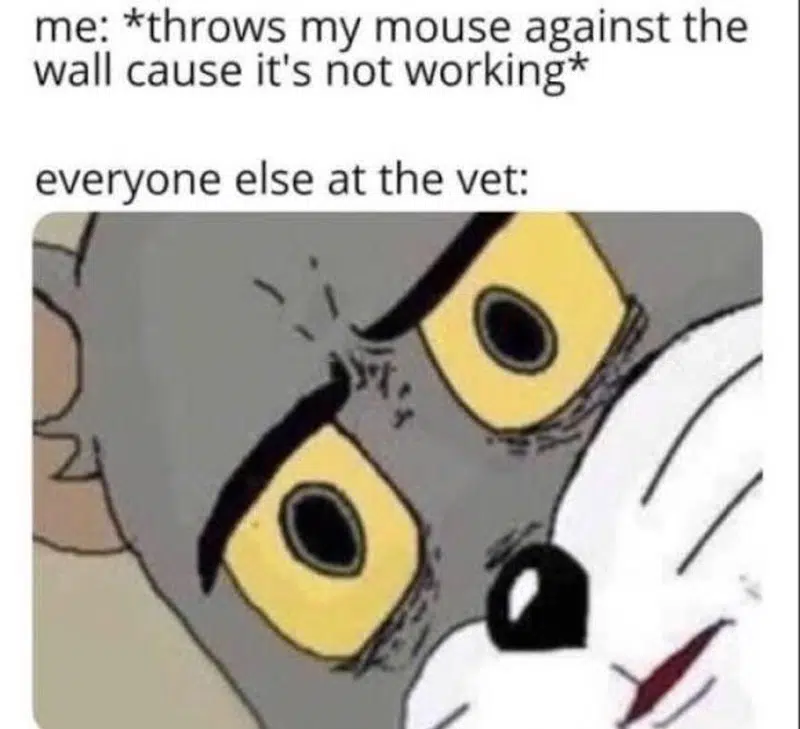 me: *throws my mouse against the
wall cause it's not working*
everyone else at the vet: